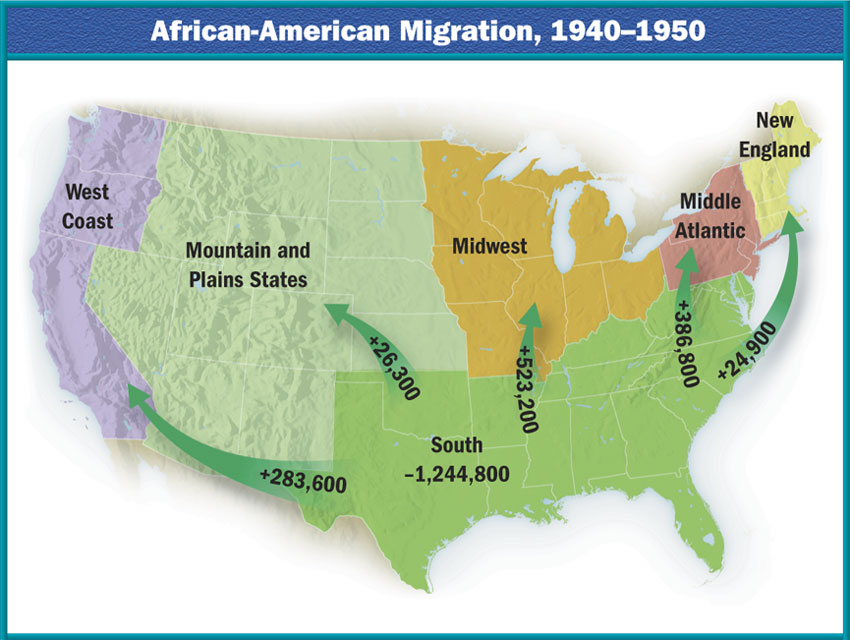 African-American Migration, 1940–1950
New
England
West
Coast
Middle
Atlantic
Mountain and
Plains States
Midwest
+26,300
+523,200
+386,800
+24,900
South
–1,244,800
+283,600